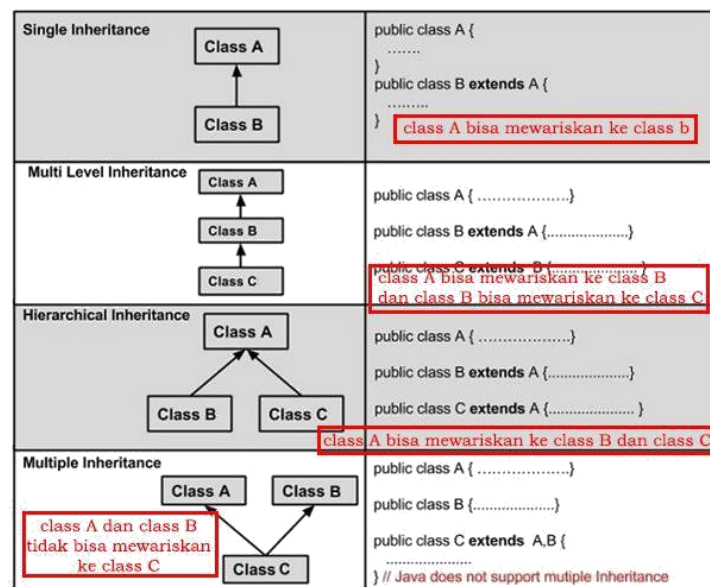 Single Inheritance
Class A
Class B
public class A {
.......
}
public class B extends A {
.........
}
class A bisa mewariskan ke class b
Multi Level Inheritance
Class A
Class B
Class C
public class A { ....................}
public class B extends A {....................}
public class C extends B {.................... }
class A bisa mewariskan ke class B
dan class B bisa mewariskan ke class C
Hierarchical Inheritance
Class A
Class B
Class C
public class A { ....................}
public class B extends A {....................}
public class C extends A {..................... }
class A bisa mewariskan ke class B dan class C
Multiple Inheritance
Class A
Class B
Class C
class A dan class B
tidak bisa mewariskan
ke class C
public class A { ....................}
public class B {....................}
public class C extends A,B {
.....................
} // Java does not support mutiple Inheritance